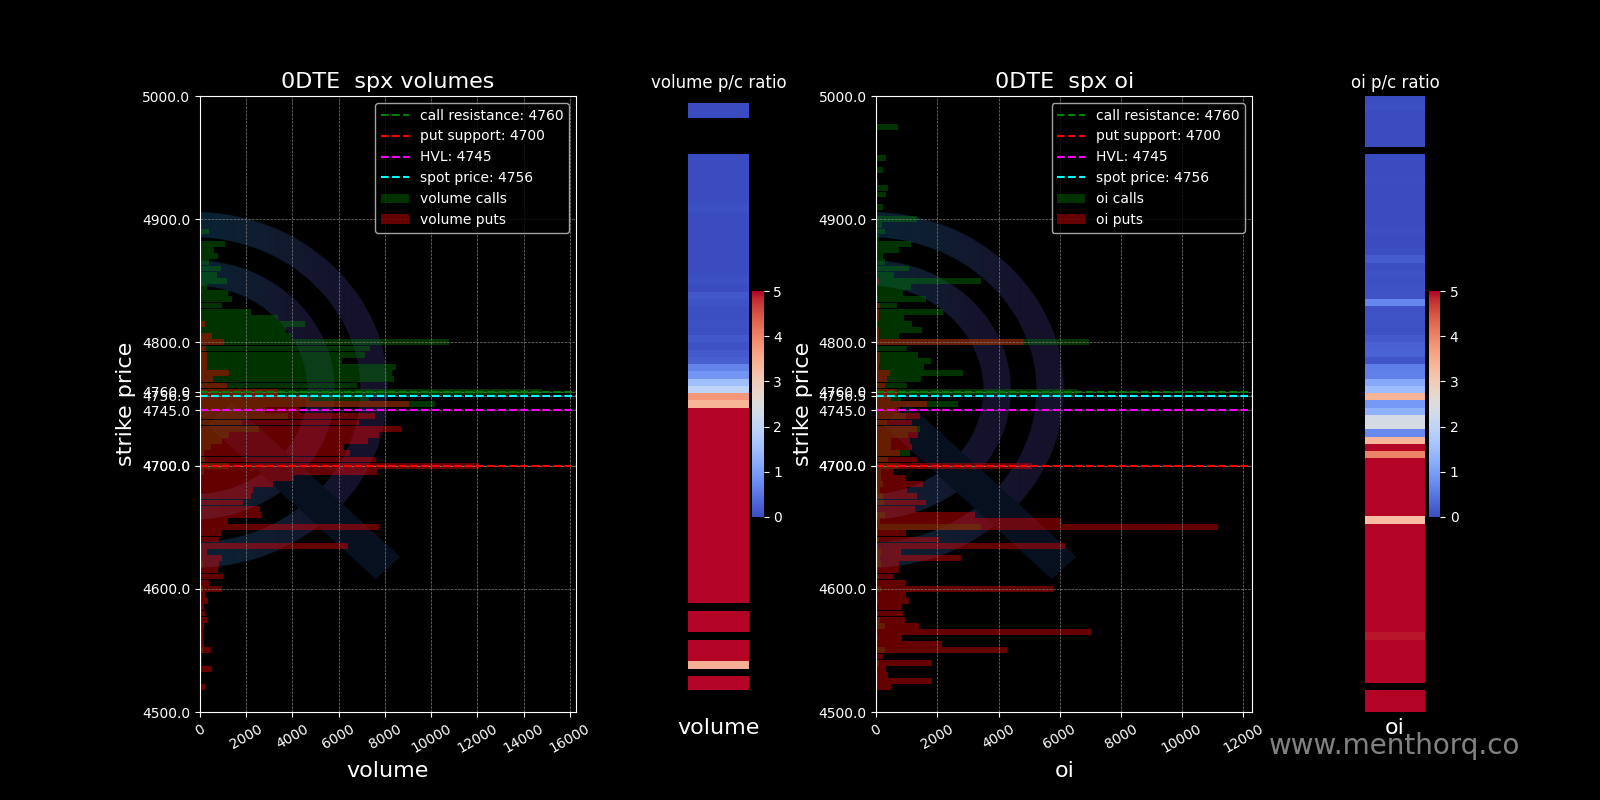 0DTE  spx volumes
volume p/c ratio
0DTE  spx oi
oi p/c ratio
5000.0
4900.0
4800.0
4760.0
4745.0
4700.0
4600.0
4500.0
strike price
call resistance: 4760
put support: 4700
HVL: 4745
spot price: 4756
volume calls
volume puts
0
2000
4000
6000
8000
10000
12000
14000
16000
volume
5
4
3
2
1
0
volume
5000.0
4900.0
4800.0
4760.0
4745.0
4700.0
4600.0
4500.0
strike price
call resistance: 4760
put support: 4700
HVL: 4745
spot price: 4756
oi calls
oi puts
0
2000
4000
6000
8000
10000
12000
oi
5
4
3
2
1
0
oi
www.menthorq.co